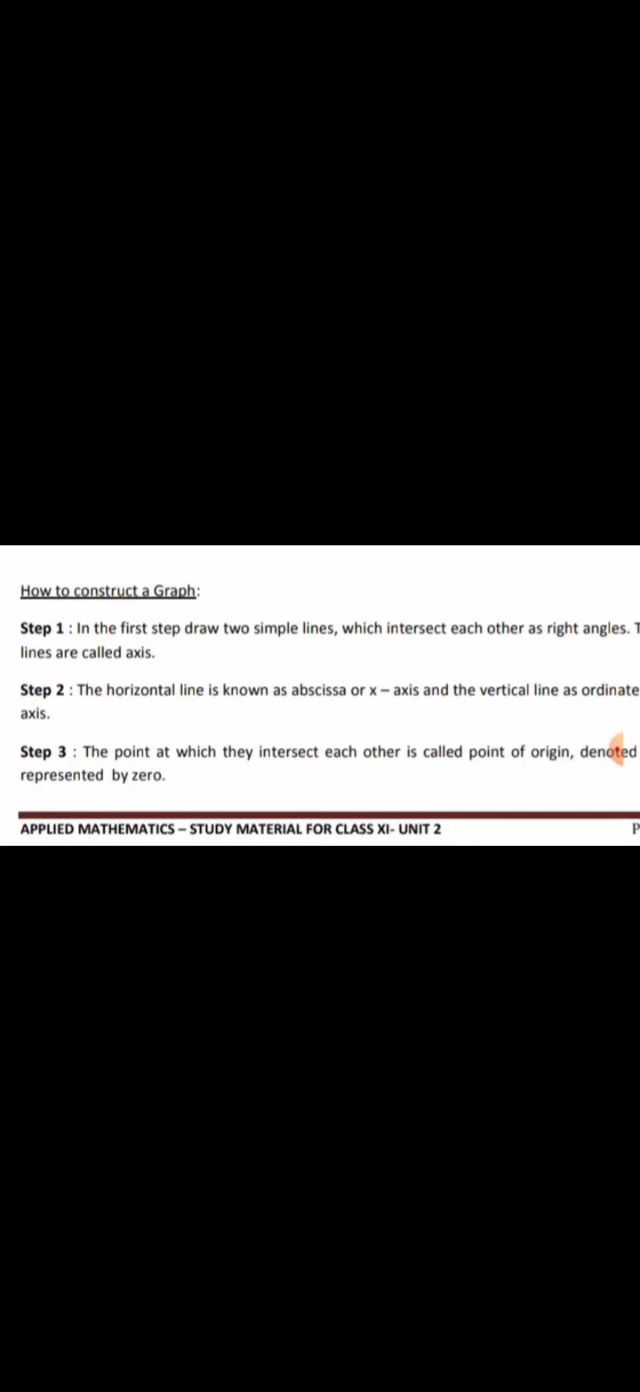 How to construct a Graph:
Step 1 : In the first step draw two simple lines, which intersect each other as right angles. T
lines are called axis.
Step 2 : The horizontal line is known as abscissa or x – axis and the vertical line as ordinate
axis.
Step 3 : The point at which they intersect each other is called point of origin, denoted
represented by zero.
APPLIED MATHEMATICS – STUDY MATERIAL FOR CLASS XI- UNIT 2
P